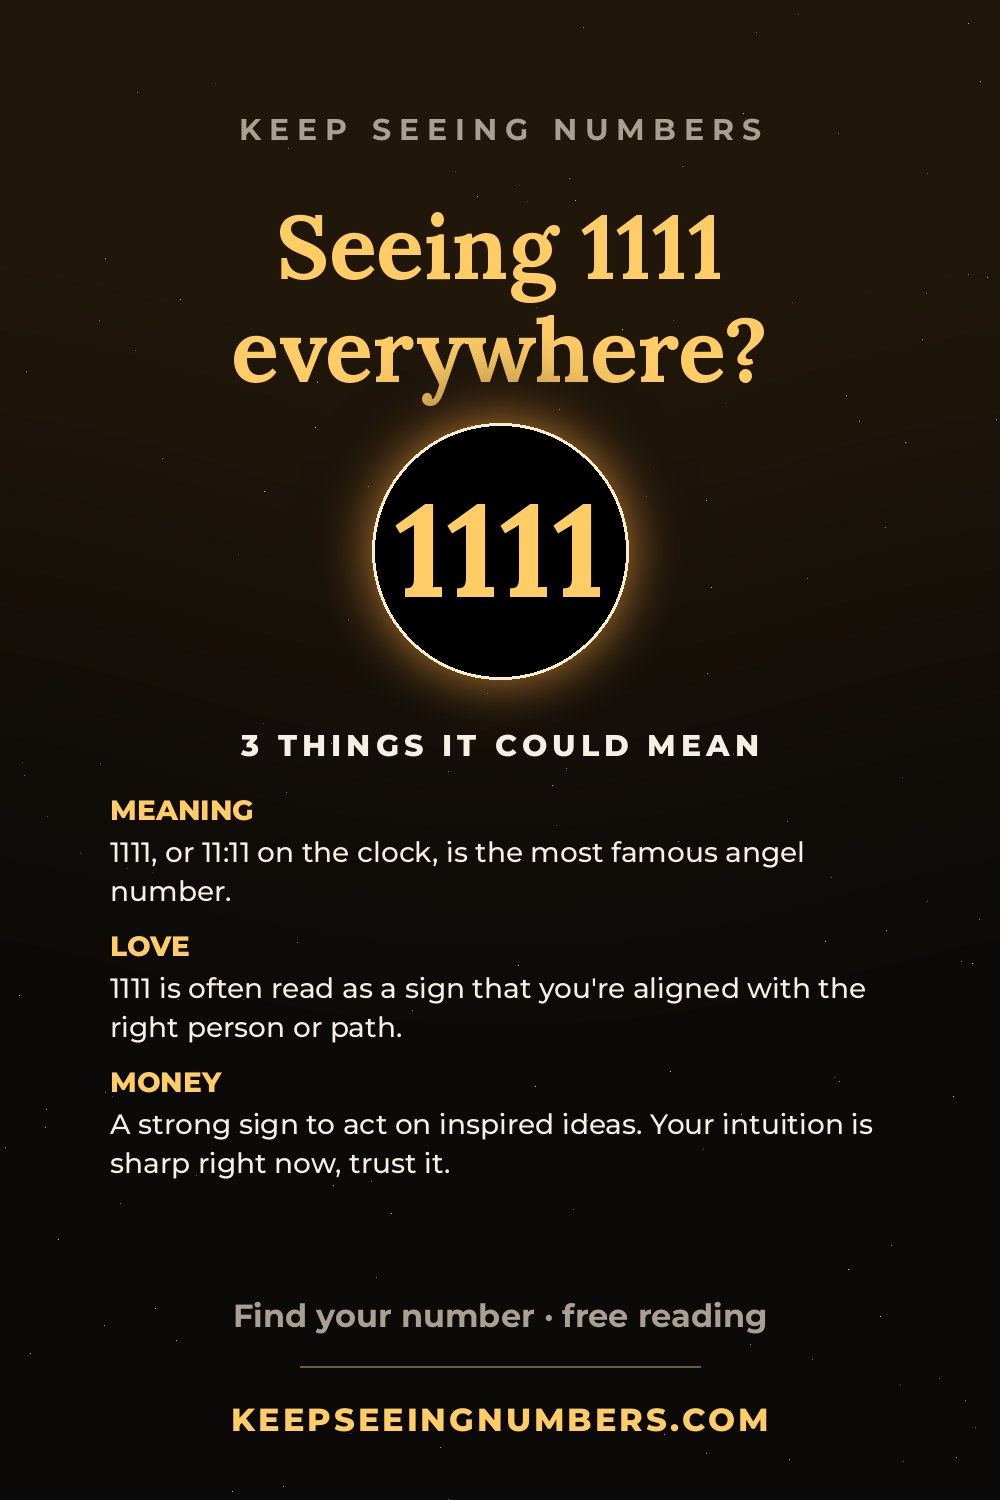 KEEP SEEING NUMBERS
Seeing 1111
everywhere?
1111
3 THINGS IT COULD MEAN
MEANING
1111, or 11:11 on the clock, is the most famous angel
number.
LOVE
1111 is often read as a sign that you're aligned with the
right person or path.
MONEY
A strong sign to act on inspired ideas. Your intuition is
sharp right now, trust it.
Find your number · free reading
KEEPSEEINGNUMBERS.COM